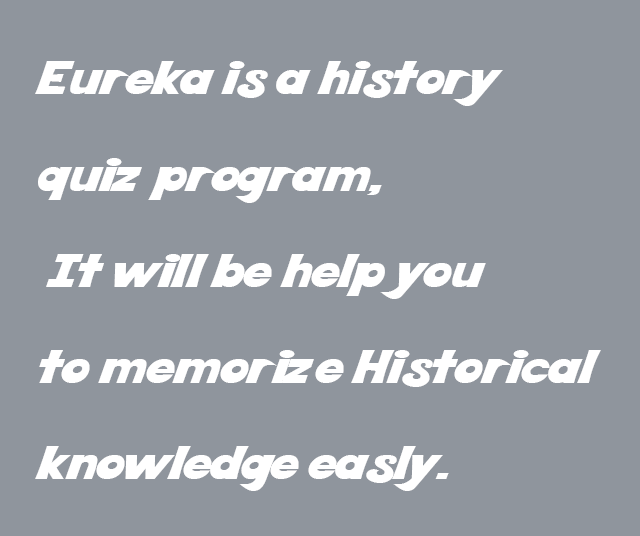 Eureka is a history
quiz program,
It will be help you
to memorize Historical
knowledge easly.